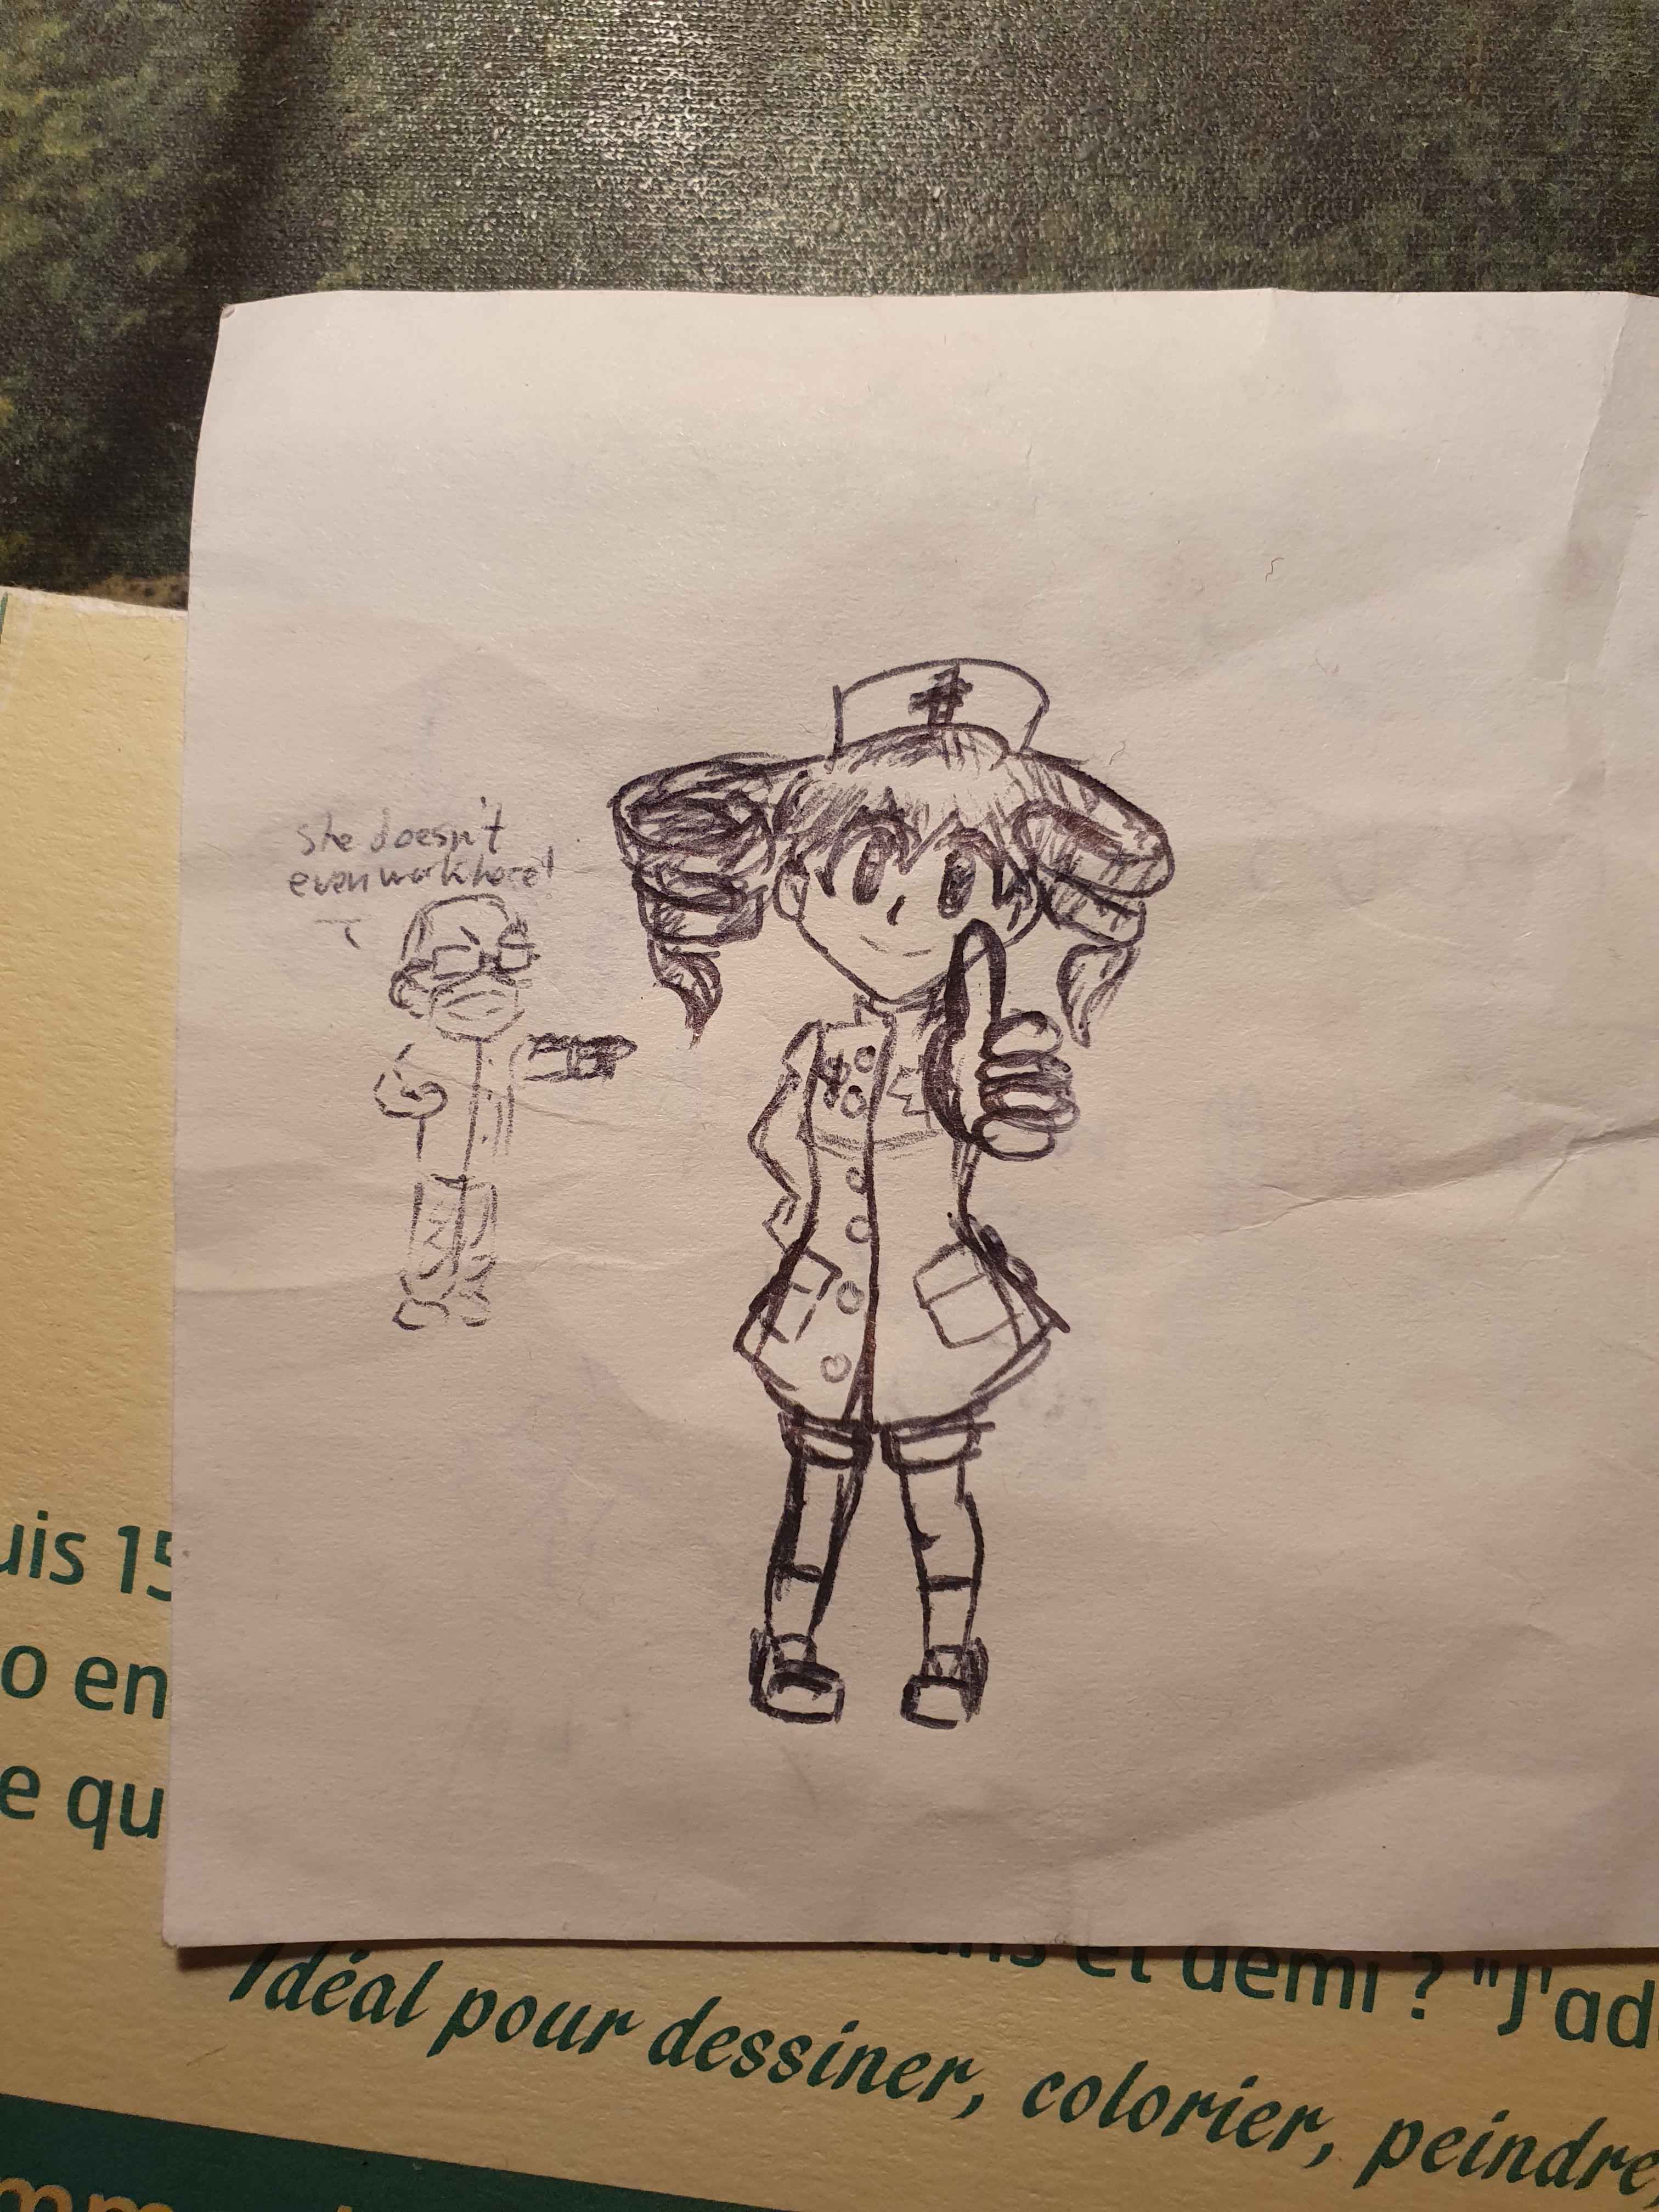 she doesn't
even work here!
uis 15
o en
e qu
ans et demi ? "J'ad
Idéal pour dessiner, colorier, peindre,